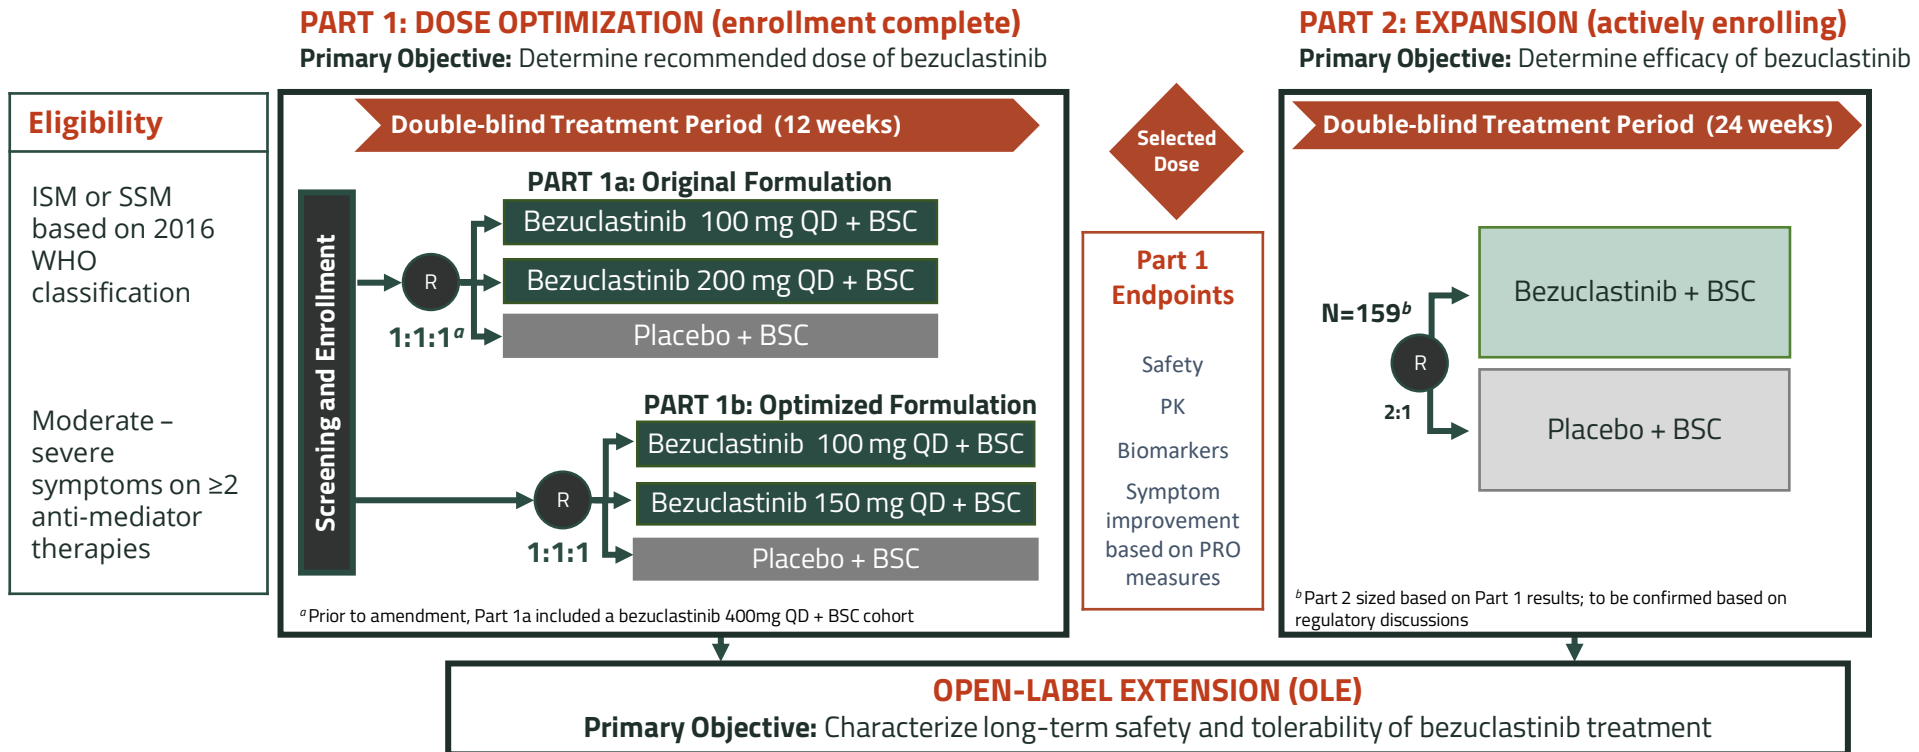 PART 1: DOSE OPTIMIZATION (enrollment complete)
Primary Objective: Determine recommended dose of bezuclastinib
PART 2: EXPANSION (actively enrolling)
Primary Objective: Determine efficacy of bezuclastinib
Eligibility
ISM or SSM
based on 2016
WHO
classification
Moderate –
severe
symptoms on ≥2
anti-mediator
therapies
Double-blind Treatment Period (12 weeks)
Screening and Enrollment
PART 1a: Original Formulation
R
1:1:1ᵃ
Bezuclastinib 100 mg QD + BSC
Bezuclastinib 200 mg QD + BSC
Placebo + BSC
PART 1b: Optimized Formulation
R
1:1:1
Bezuclastinib 100 mg QD + BSC
Bezuclastinib 150 mg QD + BSC
Placebo + BSC
ᵃ Prior to amendment, Part 1a included a bezuclastinib 400mg QD + BSC cohort
Selected
Dose
Part 1
Endpoints
Safety
PK
Biomarkers
Symptom
improvement
based on PRO
measures
Double-blind Treatment Period (24 weeks)
N=159ᵇ
R
2:1
Bezuclastinib + BSC
Placebo + BSC
ᵇ Part 2 sized based on Part 1 results; to be confirmed based on
regulatory discussions
OPEN-LABEL EXTENSION (OLE)
Primary Objective: Characterize long-term safety and tolerability of bezuclastinib treatment